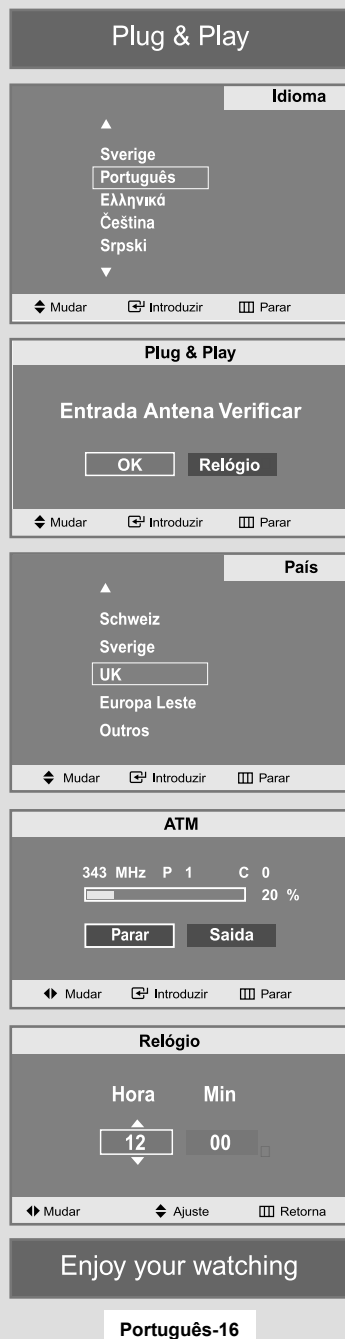 Plug & Play
Idioma
Sverige
Português
Ελληνικά
Čeština
Srpski
Mudar Introduzir Parar
Plug & Play
Entrada Antena Verificar
OK Relógio
Mudar Introduzir Parar
País
Schweiz
Sverige
UK
Europa Leste
Outros
Mudar Introduzir Parar
ATM
343 MHz P 1 C 0
20 %
Parar Saida
Mudar Introduzir Parar
Relógio
Hora Min
12 00
Mudar Ajuste Retorna
Enjoy your watching
Português-16